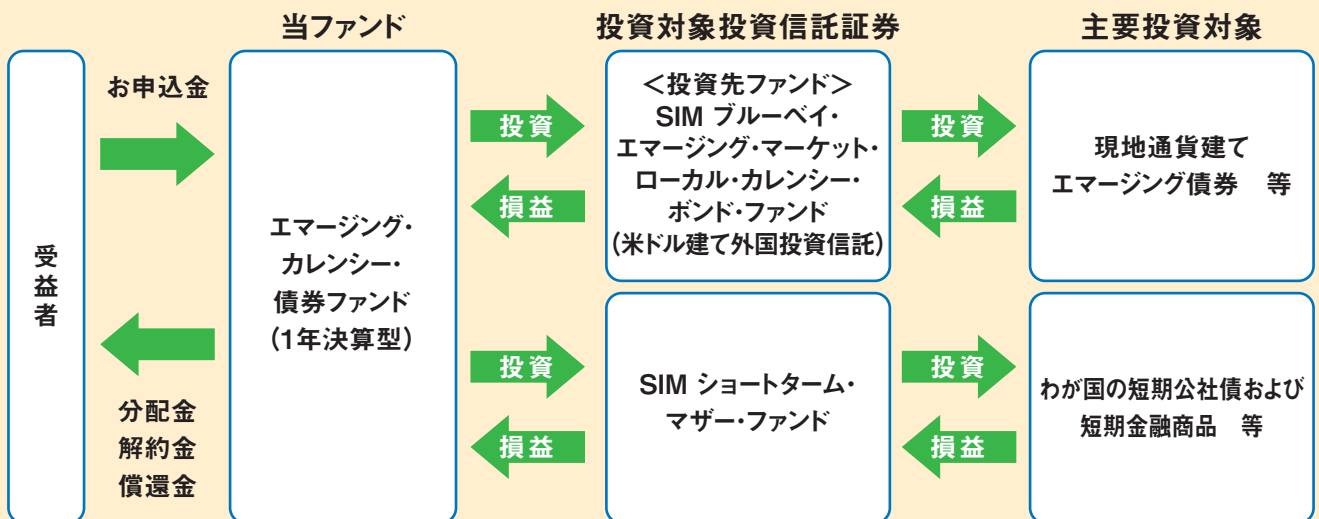 当ファンド
投資対象投資信託証券
主要投資対象
受益者
お申込金
分配金
解約金
償還金
エマージング・
カレンシー・
債券ファンド
(1年決算型)
投資
損益
<投資先ファンド>
SIM ブルーベイ・
エマージング・マーケット・
ローカル・カレンシー・
ボンド・ファンド
(米ドル建て外国投資信託)
投資
損益
現地通貨建て
エマージング債券 等
投資
損益
SIM ショートターム・
マザー・ファンド
投資
損益
わが国の短期公社債および
短期金融商品 等